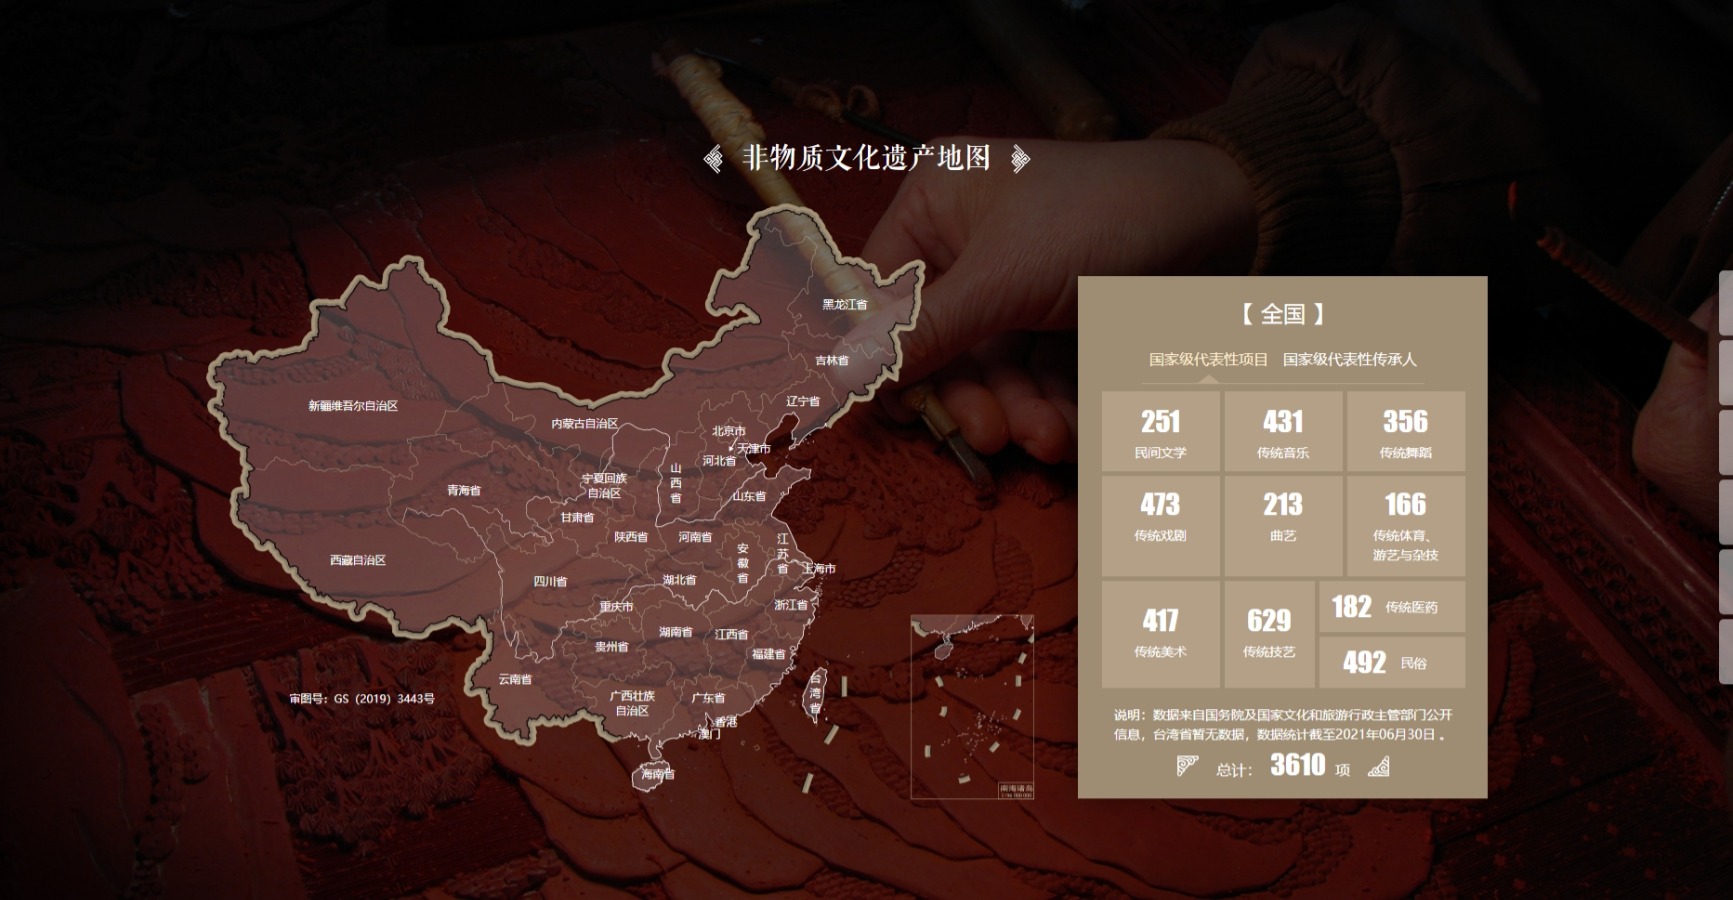 非物质文化遗产地图
黑龙江省
吉林省
辽宁省
新疆维吾尔自治区
内蒙古自治区
北京市
天津市
河北省
山西省
宁夏回族
自治区
青海省
山东省
甘肃省
陕西省
河南省
安徽省
江苏省
上海市
西藏自治区
四川省
湖北省
重庆市
浙江省
湖南省
江西省
贵州省
福建省
云南省
广西壮族
自治区
广东省
台湾省
香港
澳门
海南省
审图号：GS（2019）3443号
南海诸岛
【 全国 】
国家级代表性项目 国家级代表性传承人
251 431 356
民间文学 传统音乐 传统舞蹈
473 213 166
传统戏剧 曲艺 传统体育、
游艺与杂技
417 629
传统美术 传统技艺
182 传统医药
492 民俗
说明：数据来自国务院及国家文化和旅游行政主管部门公开
信息，台湾省暂无数据，数据统计截至2021年06月30日 。
总计： 3610 项